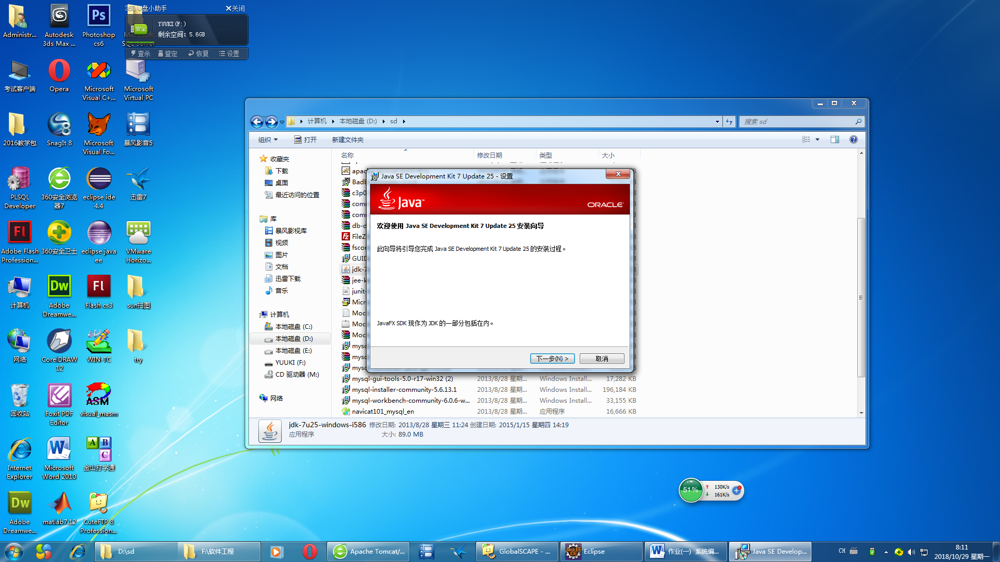 Administr...
Autodesk
3ds Max ...
Ps
Photoshop
cs6
360 U盘小助手
关闭
安全
YUUKI(F:)
剩余空间: 5.6GB
查杀
鉴定
恢复
设置
考试客户端
Opera
Microsoft
Visual C+...
Microsoft
Virtual PC
2016教学包
SnagIt 8
Microsoft
Visual Fo...
暴风影音5
PLSQL
Developer
360安全浏览
器7
eclipse ide
4.4
迅雷7
Fl
Adobe Flash
Profession...
360安全卫士
eclipse java
ee
VMware
Horizo...
计算机
Dw
Adobe
Dreamwe...
Fl
Flash cs3
sun扫图
网络
CorelDRAW
12
WIN-TC
try
回收站
Foxit PDF
Editor
ASM
visual_masm
Internet
Explorer
Microsoft
Word 2010
A B C
金山打字通
Dw
Adobe
Dreamwe...
matlab7.12
CuteFTP 8
Profession...
计算机
本地磁盘 (D:)
sd
搜索 sd
组织
打开
新建文件夹
收藏夹
下载
桌面
最近访问的位置
库
暴风影视库
视频
图片
文档
迅雷下载
音乐
计算机
本地磁盘 (C:)
本地磁盘 (D:)
本地磁盘 (E:)
YUUKI (F:)
CD 驱动器 (M:)
网络
名称
修改日期
类型
大小
apac
Badb
c3p0
com
com
db-d
FileZ
fscor
GUID
jdk-7
jee-k
junit-
Micr
Moc
Moc
Moc
mysc
mysc
mysc
mysql-gui-tools-5.0-r17-win32 (2) 2013/8/28 星期... Windows Install... 17,282 KB
mysql-installer-community-5.6.13.1 2013/8/28 星期... Windows Install... 196,184 KB
mysql-workbench-community-6.0.6-w... 2013/8/28 星期... Windows Install... 33,155 KB
navicat101_mysql_en 2013/8/28 星期... 应用程序 16,666 KB
jdk-7u25-windows-i586 修改日期: 2013/8/28 星期三 11:24 创建日期: 2015/1/15 星期四 14:19
应用程序 大小: 89.0 MB
Java SE Development Kit 7 Update 25 - 设置
Java™
ORACLE
欢迎使用 Java SE Development Kit 7 Update 25 安装向导
此向导将引导您完成 Java SE Development Kit 7 Update 25 的安装过程。
JavaFX SDK 现作为 JDK 的一部分包括在内。
下一步(N) >
取消
51%
130K/s
161K/s
D:\sd
F:\软件工程
Apache Tomcat/...
GlobalSCAPE - ...
Java EE
IDE
Eclipse
作业(一) 系统编...
Java SE Develop...
CH
8:11
2018/10/29 星期一